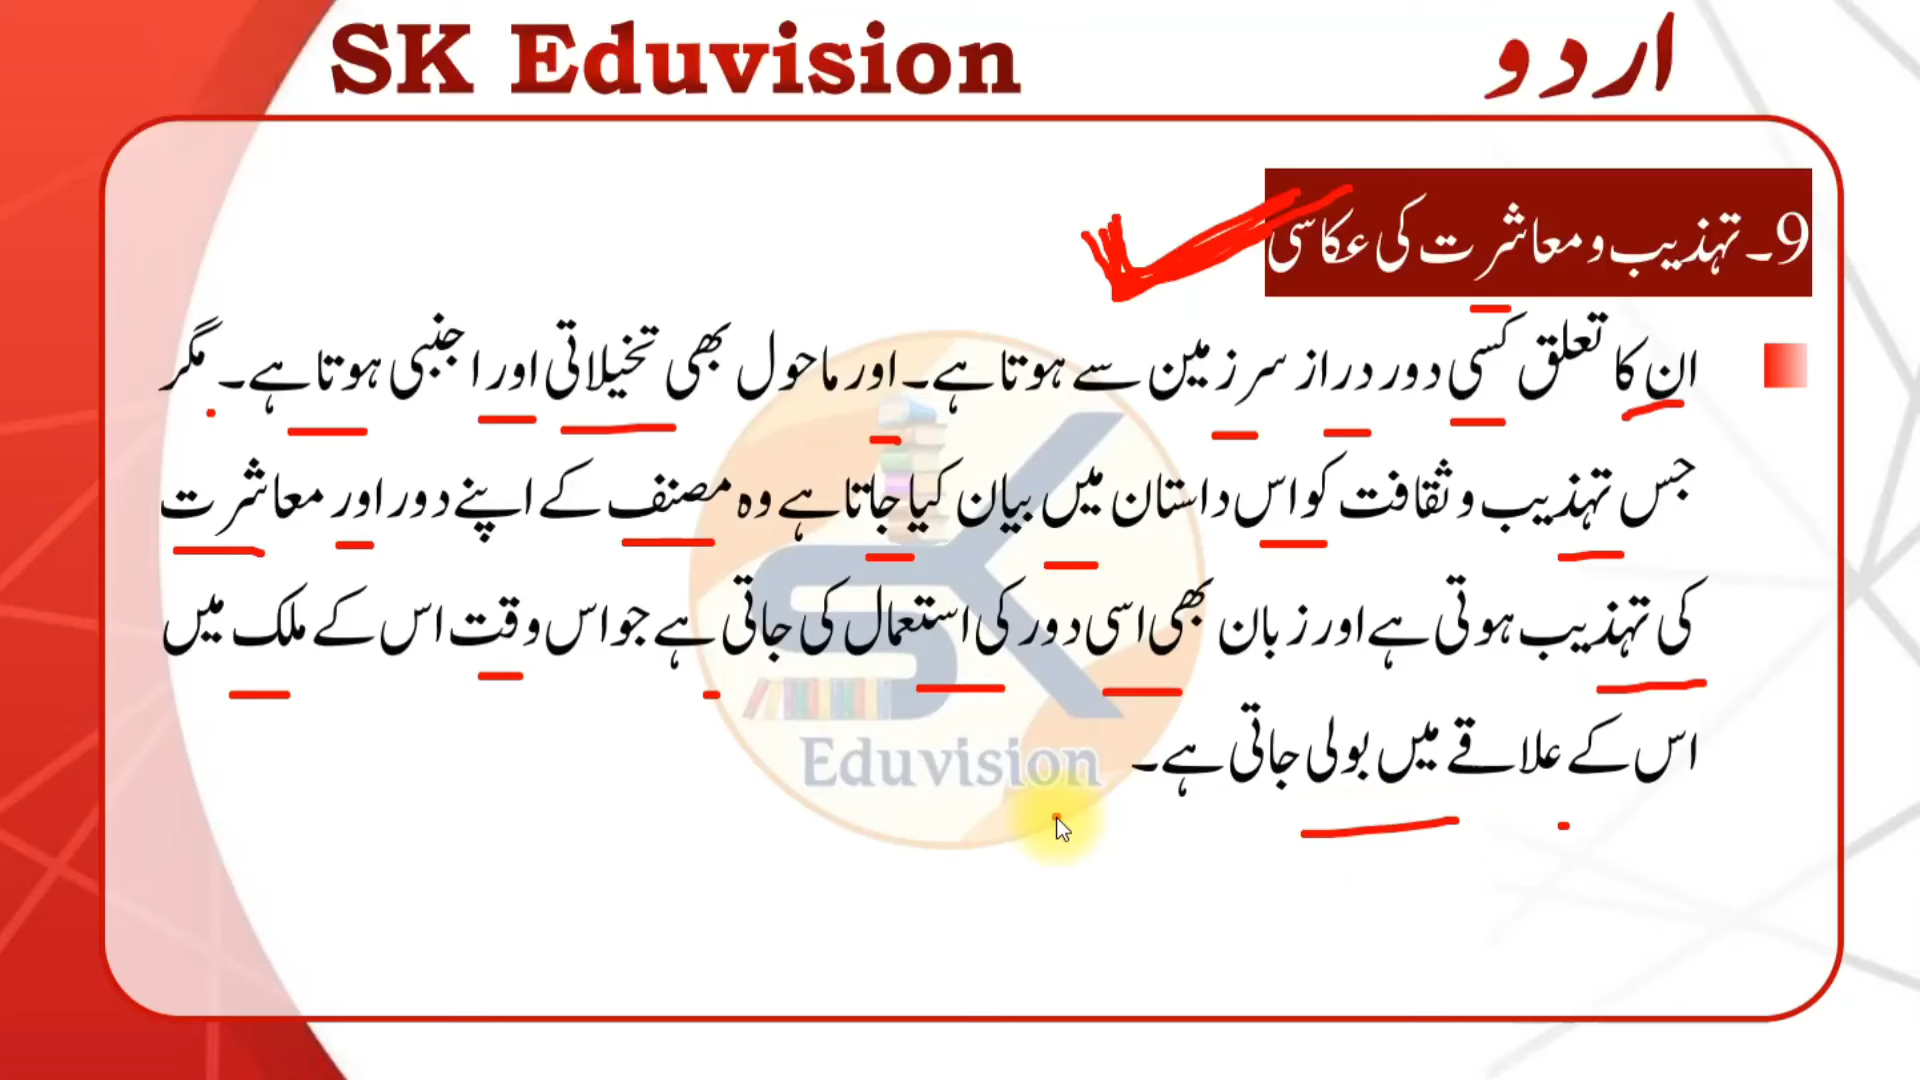 SK Eduvision
اردو
9۔ تہذیب و معاشرت کی عکاسی
ان کا تعلق کسی دور دراز سرزمین سے ہوتا ہے۔ اور ماحول بھی تخیلاتی اور اجنبی ہوتا ہے۔ مگر
جس تہذیب و ثقافت کو اس داستان میں بیان کیا جاتا ہے وہ مصنف کے اپنے دور اور معاشرت
کی تہذیب ہوتی ہے اور زبان بھی اسی دور کی استعمال کی جاتی ہے جو اس وقت اس کے ملک میں
اس کے علاقے میں بولی جاتی ہے۔
SK
Eduvision